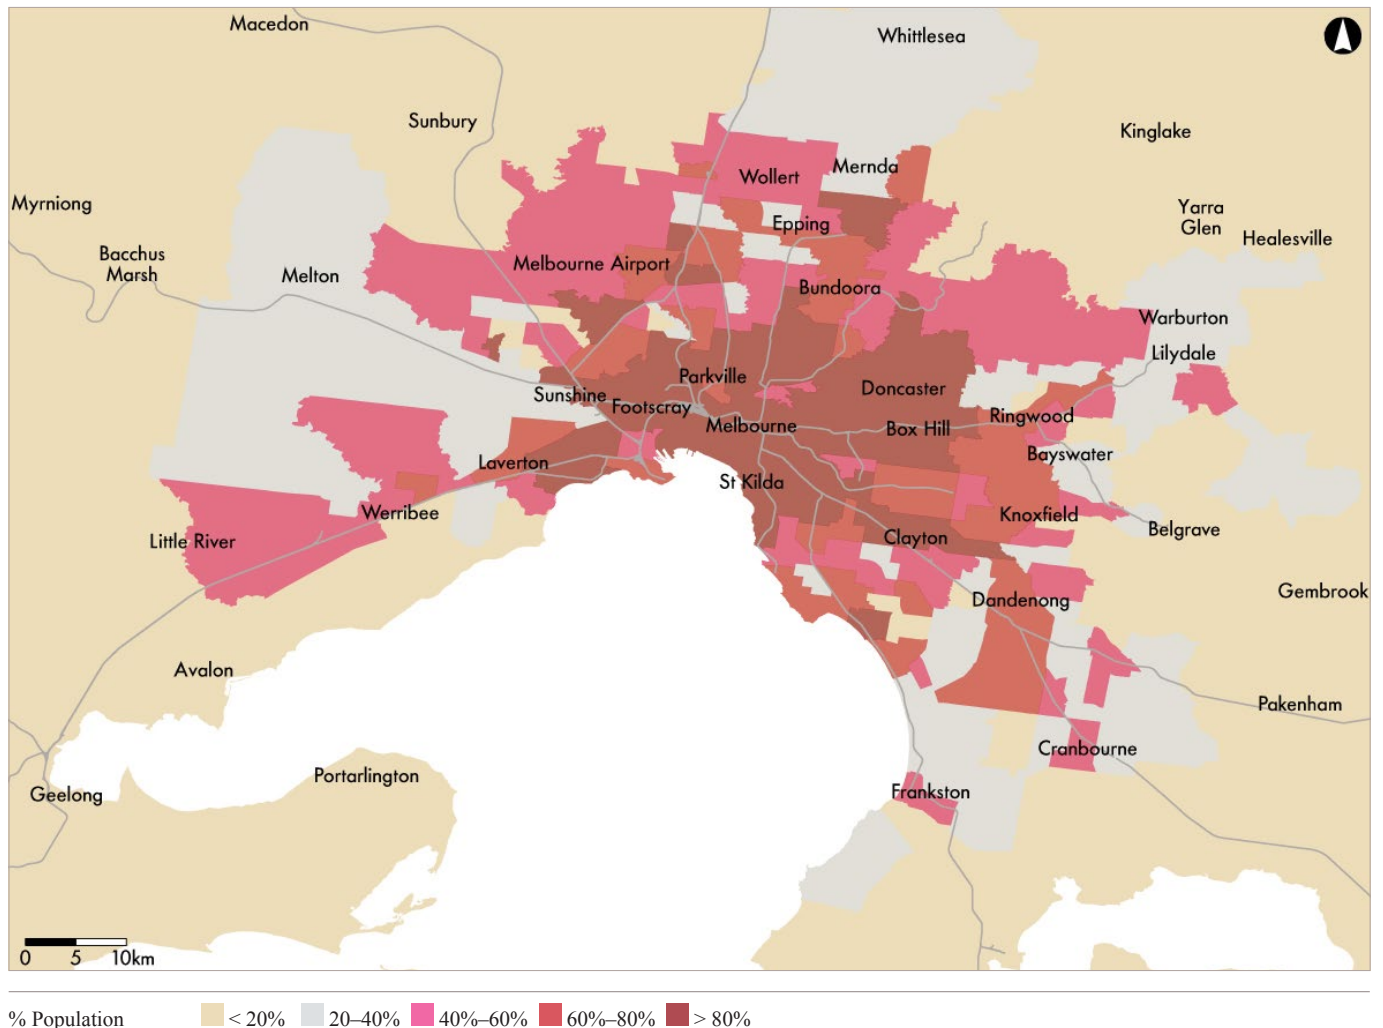 Macedon
Whittlesea
Sunbury
Kinglake
Mernda
Wollert
Myrniong
Yarra
Glen
Epping
Healesville
Bacchus
Marsh
Melbourne Airport
Melton
Bundoora
Warburton
Lilydale
Parkville
Doncaster
Sunshine
Footscray
Ringwood
Melbourne
Box Hill
Bayswater
Laverton
St Kilda
Werribee
Knoxfield
Little River
Clayton
Belgrave
Gembrook
Dandenong
Avalon
Pakenham
Cranbourne
Portarlington
Geelong
Frankston
0 5 10km
% Population < 20% 20–40% 40%–60% 60%–80% > 80%